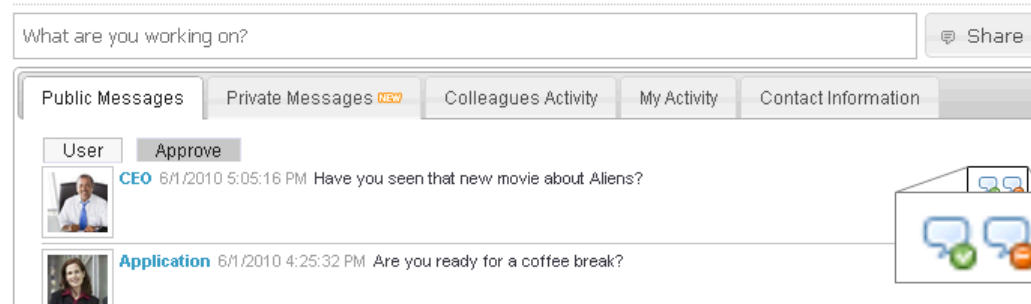 What are you working on?
Share
Public Messages Private Messages NEW Colleagues Activity My Activity Contact Information
User Approve
CEO 6/1/2010 5:05:16 PM Have you seen that new movie about Aliens?
Application 6/1/2010 4:25:32 PM Are you ready for a coffee break?